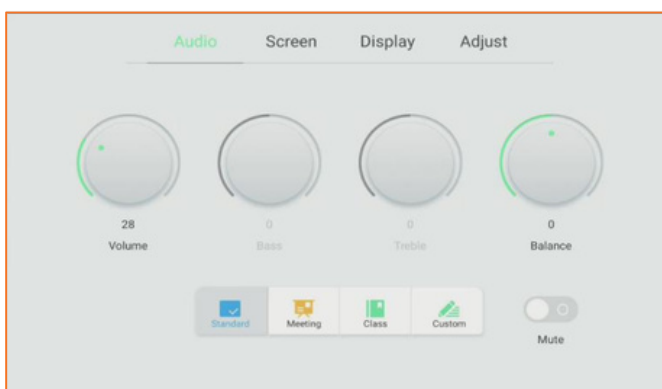 Audio Screen Display Adjust
28 0 0 0
Volume Bass Treble Balance
Standard Meeting Class Custom
Mute